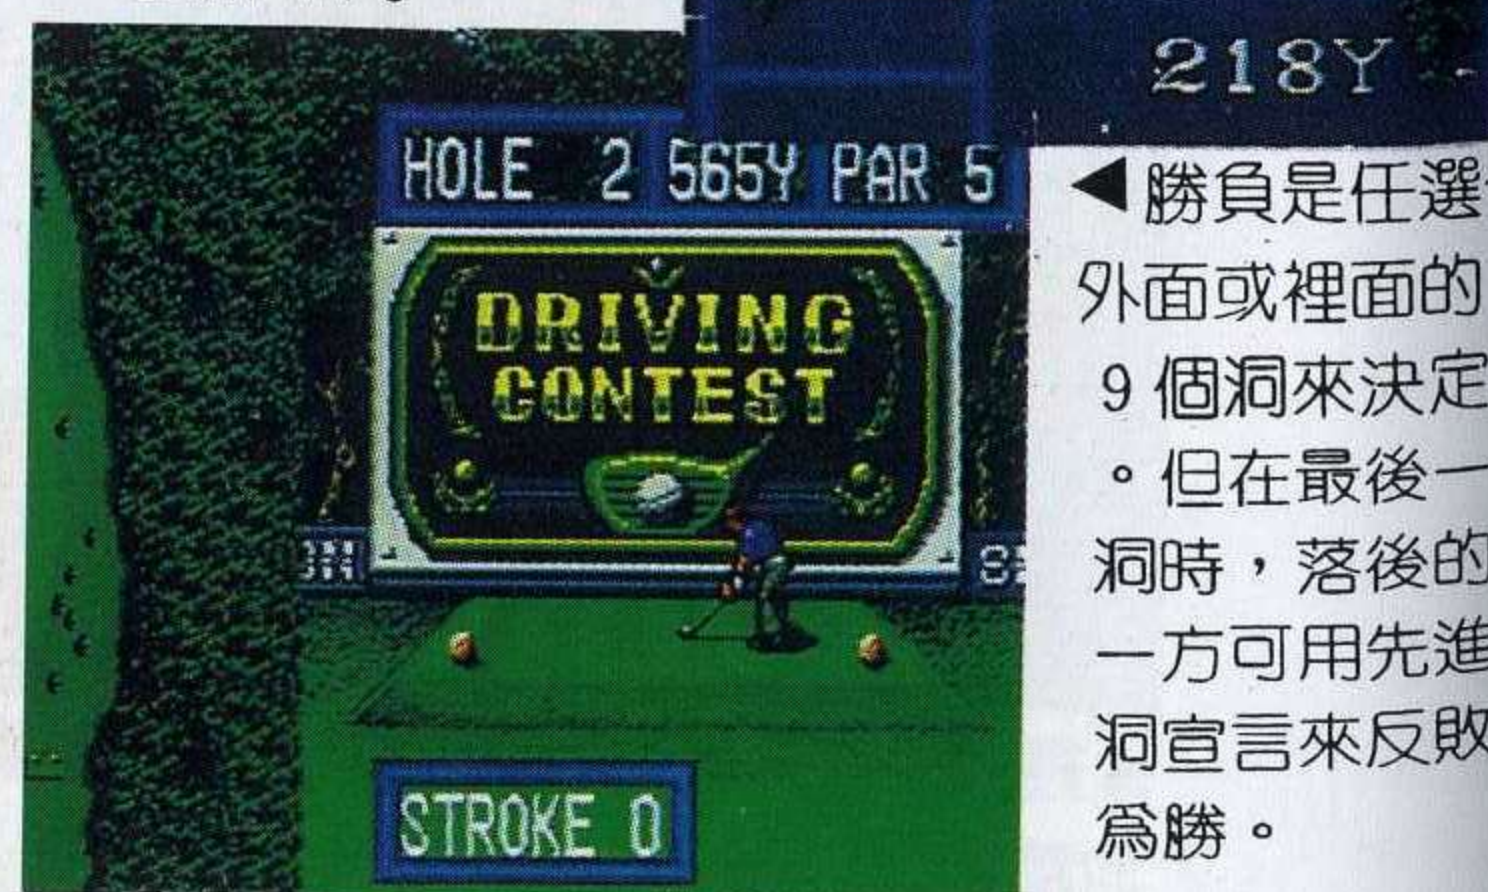 218Y
HOLE 2 565Y PAR 5
DRIVING
CONTEST
STROKE 0
◀勝負是任選
外面或裡面的
9 個洞來決定
。但在最後一
洞時，落後的
一方可用先進
洞宣言來反敗
爲勝。